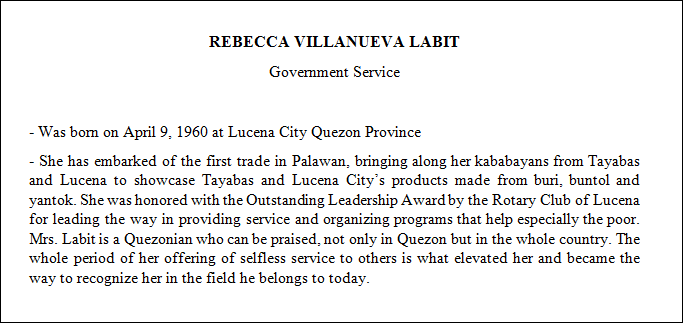 REBECCA VILLANUEVA LABIT
Government Service
- Was born on April 9, 1960 at Lucena City Quezon Province
- She has embarked of the first trade in Palawan, bringing along her kababayans from Tayabas
and Lucena to showcase Tayabas and Lucena City’s products made from buri, buntol and
yantok. She was honored with the Outstanding Leadership Award by the Rotary Club of Lucena
for leading the way in providing service and organizing programs that help especially the poor.
Mrs. Labit is a Quezonian who can be praised, not only in Quezon but in the whole country. The
whole period of her offering of selfless service to others is what elevated her and became the
way to recognize her in the field he belongs to today.